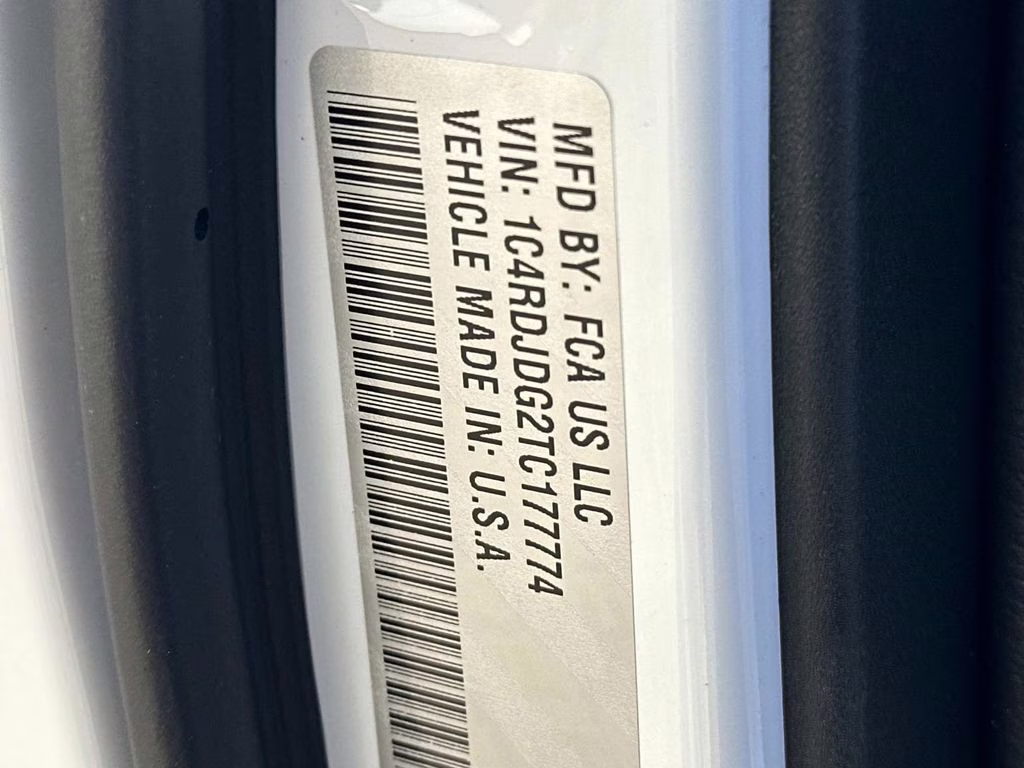 MFD BY: FCA US LLC
VIN: 1C4RDJDG2TC177774
VEHICLE MADE IN: U.S.A.